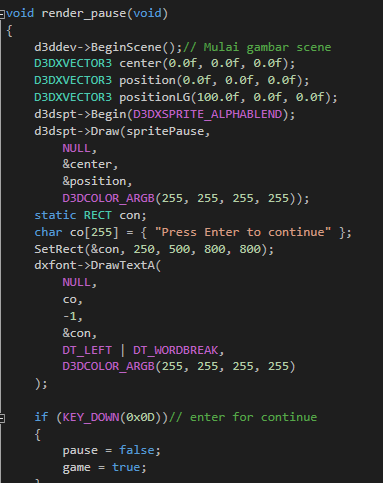 void render_pause(void)
{
d3ddev->BeginScene();// Mulai gambar scene
D3DXVECTOR3 center(0.0f, 0.0f, 0.0f);
D3DXVECTOR3 position(0.0f, 0.0f, 0.0f);
D3DXVECTOR3 positionLG(100.0f, 0.0f, 0.0f);
d3dspt->Begin(D3DXSPRITE_ALPHABLEND);
d3dspt->Draw(spritePause,
NULL,
&center,
&position,
D3DCOLOR_ARGB(255, 255, 255, 255));
static RECT con;
char co[255] = { "Press Enter to continue" };
SetRect(&con, 250, 500, 800, 800);
dxfont->DrawTextA(
NULL,
co,
-1,
&con,
DT_LEFT | DT_WORDBREAK,
D3DCOLOR_ARGB(255, 255, 255, 255)
);
if (KEY_DOWN(0x0D))// enter for continue
{
pause = false;
game = true;